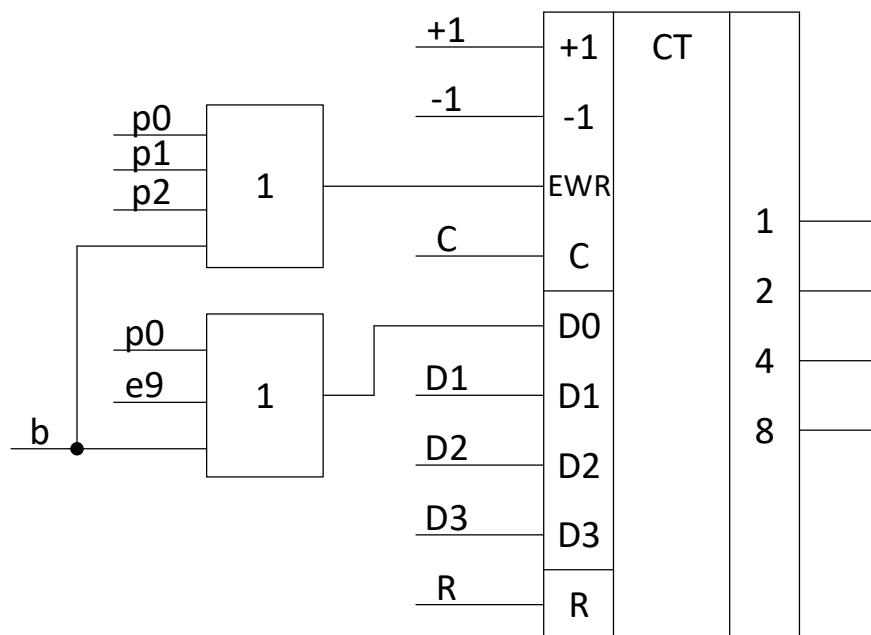 +1 +1 CT
-1 -1
p0
p1
p2
1
EWR
C C
1
2
4
8
D0
p0
e9
1
b
D1 D1
D2 D2
D3 D3
R R